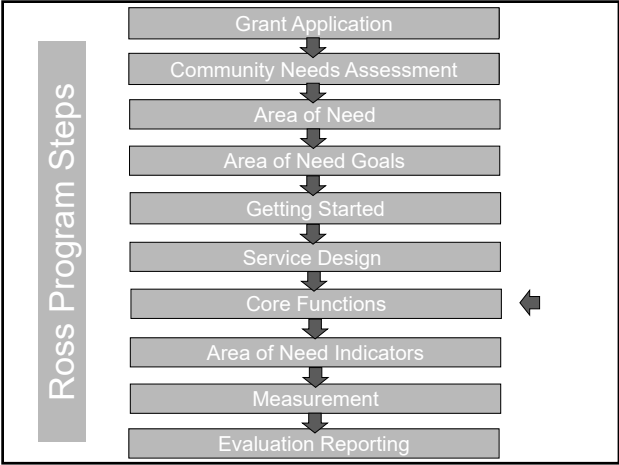 Ross Program Steps
Grant Application
Community Needs Assessment
Area of Need
Area of Need Goals
Getting Started
Service Design
Core Functions
Area of Need Indicators
Measurement
Evaluation Reporting